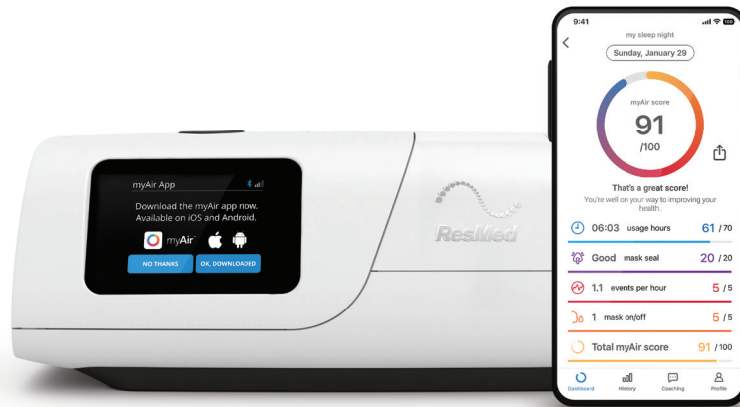 myAir App
Download the myAir app now.
Available on iOS and Android.
myAir™
NO THANKS
OK, DOWNLOADED
ResMed
9:41
100
my sleep night
Sunday, January 29
myAir score
91
/100
That's a great score!
You're well on your way to improving your
health.
06:03 usage hours 61 / 70
Good mask seal 20 / 20
1.1 events per hour 5 / 5
1 mask on/off 5 / 5
Total myAir score 91 / 100
Dashboard
History
Coaching
Profile